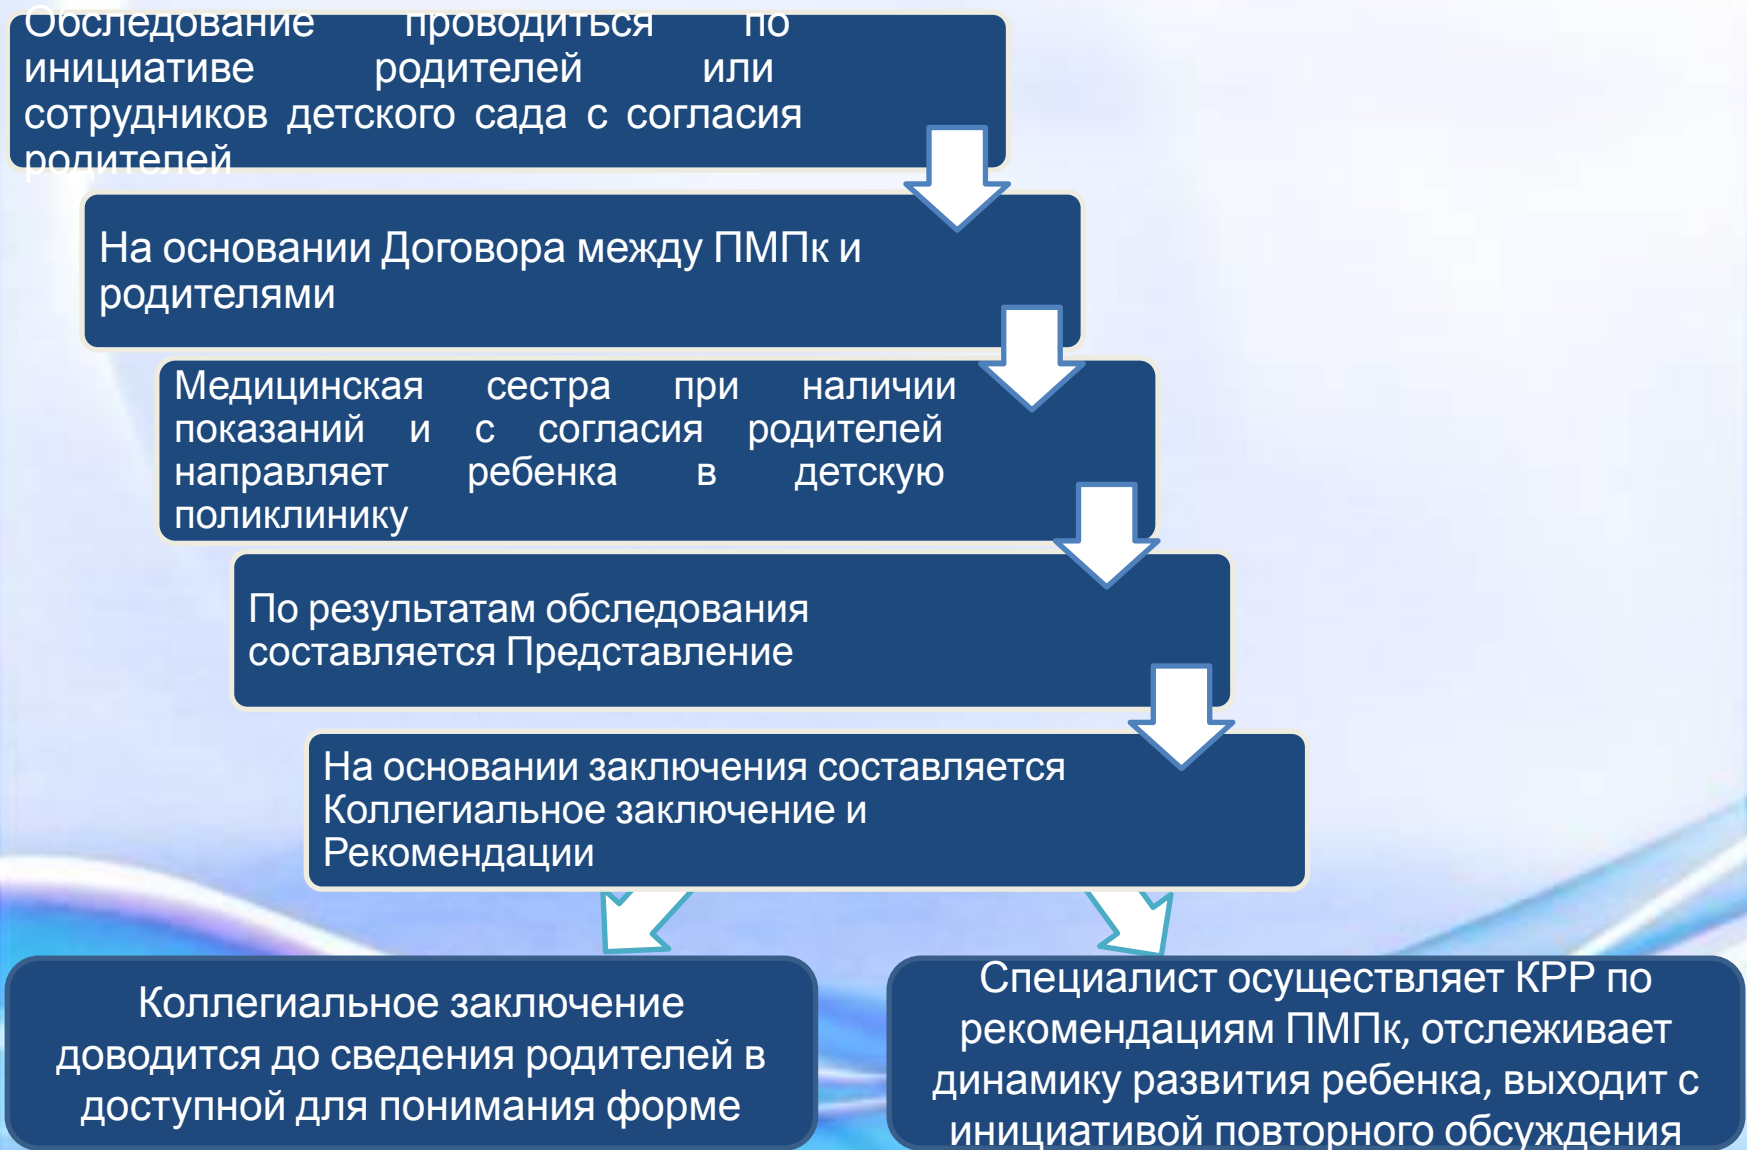 Обследование проводиться по
инициативе родителей или
сотрудников детского сада с согласия
родителей
На основании Договора между ПМПк и
родителями
Медицинская сестра при наличии
показаний и с согласия родителей
направляет ребенка в детскую
поликлинику
По результатам обследования
составляется Представление
На основании заключения составляется
Коллегиальное заключение и
Рекомендации
Коллегиальное заключение
доводится до сведения родителей в
доступной для понимания форме
Специалист осуществляет КРР по
рекомендациям ПМПк, отслеживает
динамику развития ребенка, выходит с
инициативой повторного обсуждения